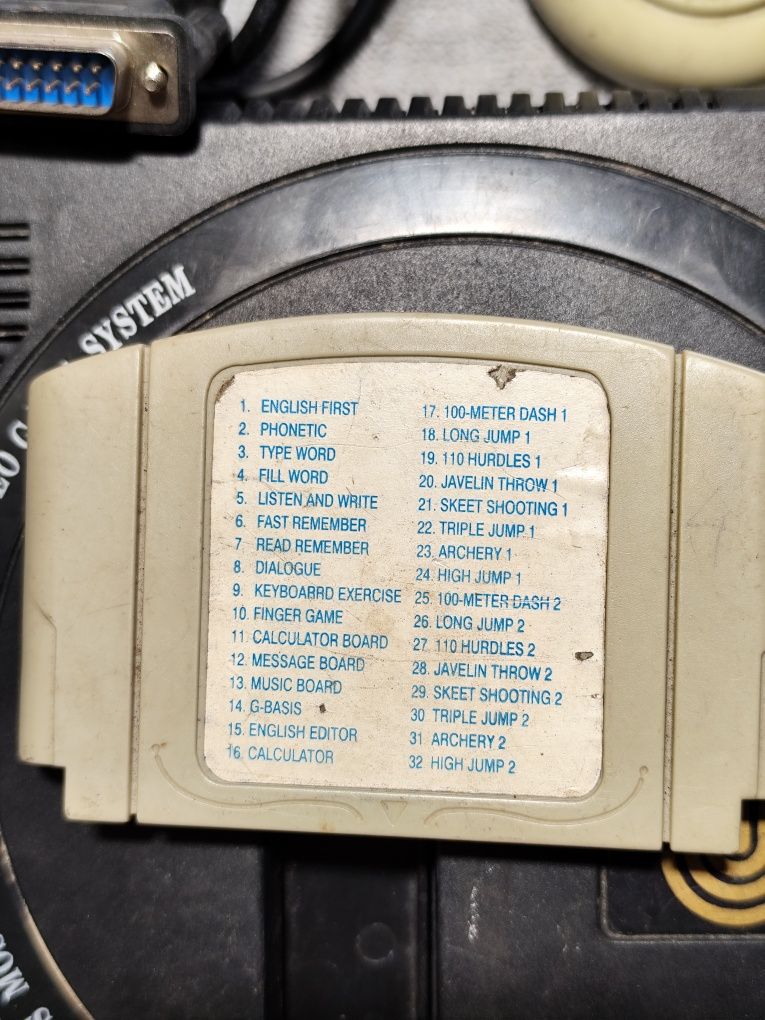 SYSTEM
1. ENGLISH FIRST
2. PHONETIC
3. TYPE WORD
4. FILL WORD
5. LISTEN AND WRITE
6. FAST REMEMBER
7 READ REMEMBER
8. DIALOGUE
9. KEYBOARRD EXERCISE
10. FINGER GAME
11. CALCULATOR BOARD
12. MESSAGE BOARD
13. MUSIC BOARD
14. G-BASIS
15. ENGLISH EDITOR
16. CALCULATOR
17. 100-METER DASH 1
18. LONG JUMP 1
19. 110 HURDLES 1
20. JAVELIN THROW 1
21. SKEET SHOOTING 1
22. TRIPLE JUMP 1
23. ARCHERY 1
24. HIGH JUMP 1
25. 100-METER DASH 2
26. LONG JUMP 2
27. 110 HURDLES 2
28. JAVELIN THROW 2
29. SKEET SHOOTING 2
30 TRIPLE JUMP 2
31 ARCHERY 2
32 HIGH JUMP 2